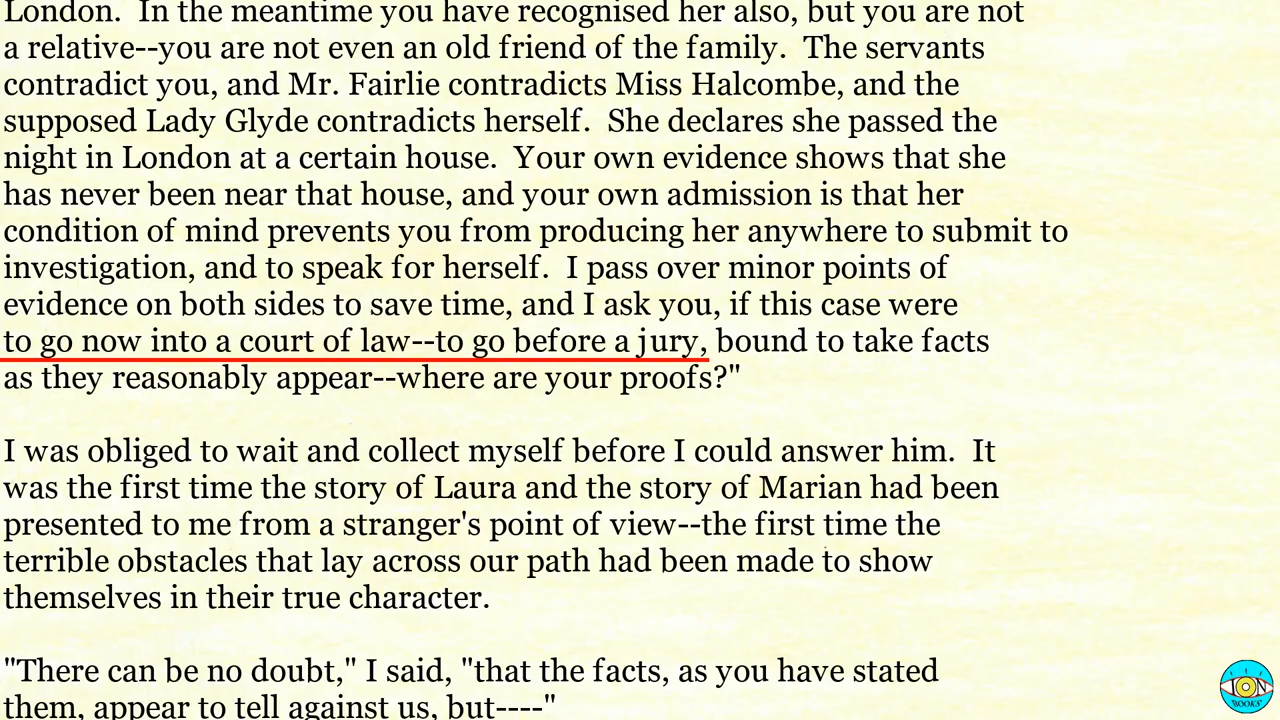 London.  In the meantime you have recognised her also, but you are not
a relative--you are not even an old friend of the family.  The servants
contradict you, and Mr. Fairlie contradicts Miss Halcombe, and the
supposed Lady Glyde contradicts herself.  She declares she passed the
night in London at a certain house.  Your own evidence shows that she
has never been near that house, and your own admission is that her
condition of mind prevents you from producing her anywhere to submit to
investigation, and to speak for herself.  I pass over minor points of
evidence on both sides to save time, and I ask you, if this case were
to go now into a court of law--to go before a jury, bound to take facts
as they reasonably appear--where are your proofs?"

I was obliged to wait and collect myself before I could answer him.  It
was the first time the story of Laura and the story of Marian had been
presented to me from a stranger's point of view--the first time the
terrible obstacles that lay across our path had been made to show
themselves in their true character.

"There can be no doubt," I said, "that the facts, as you have stated
them, appear to tell against us, but----"
ION
BOOKS